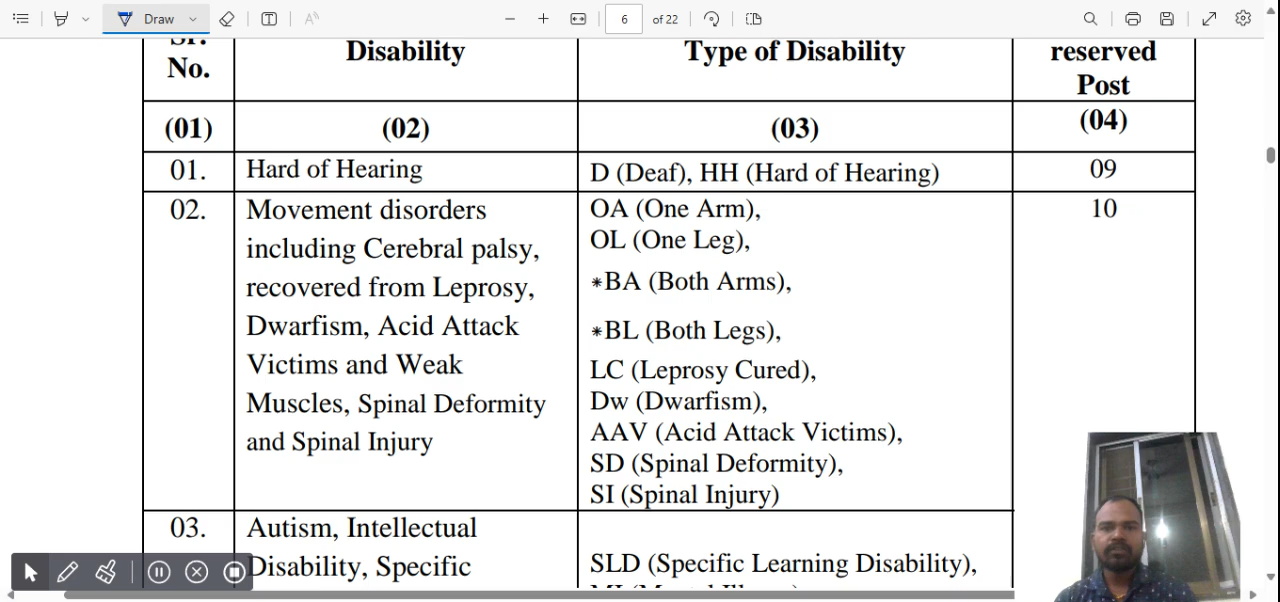 Draw
6
of 22
Sr.
No.
Disability
Type of Disability
reserved
Post
(01)
(02)
(03)
(04)
01.
Hard of Hearing
D (Deaf), HH (Hard of Hearing)
09
02.
Movement disorders
including Cerebral palsy,
recovered from Leprosy,
Dwarfism, Acid Attack
Victims and Weak
Muscles, Spinal Deformity
and Spinal Injury
OA (One Arm),
OL (One Leg),
*BA (Both Arms),
*BL (Both Legs),
LC (Leprosy Cured),
Dw (Dwarfism),
AAV (Acid Attack Victims),
SD (Spinal Deformity),
SI (Spinal Injury)
10
03.
Autism, Intellectual
Disability, Specific
SLD (Specific Learning Disability),